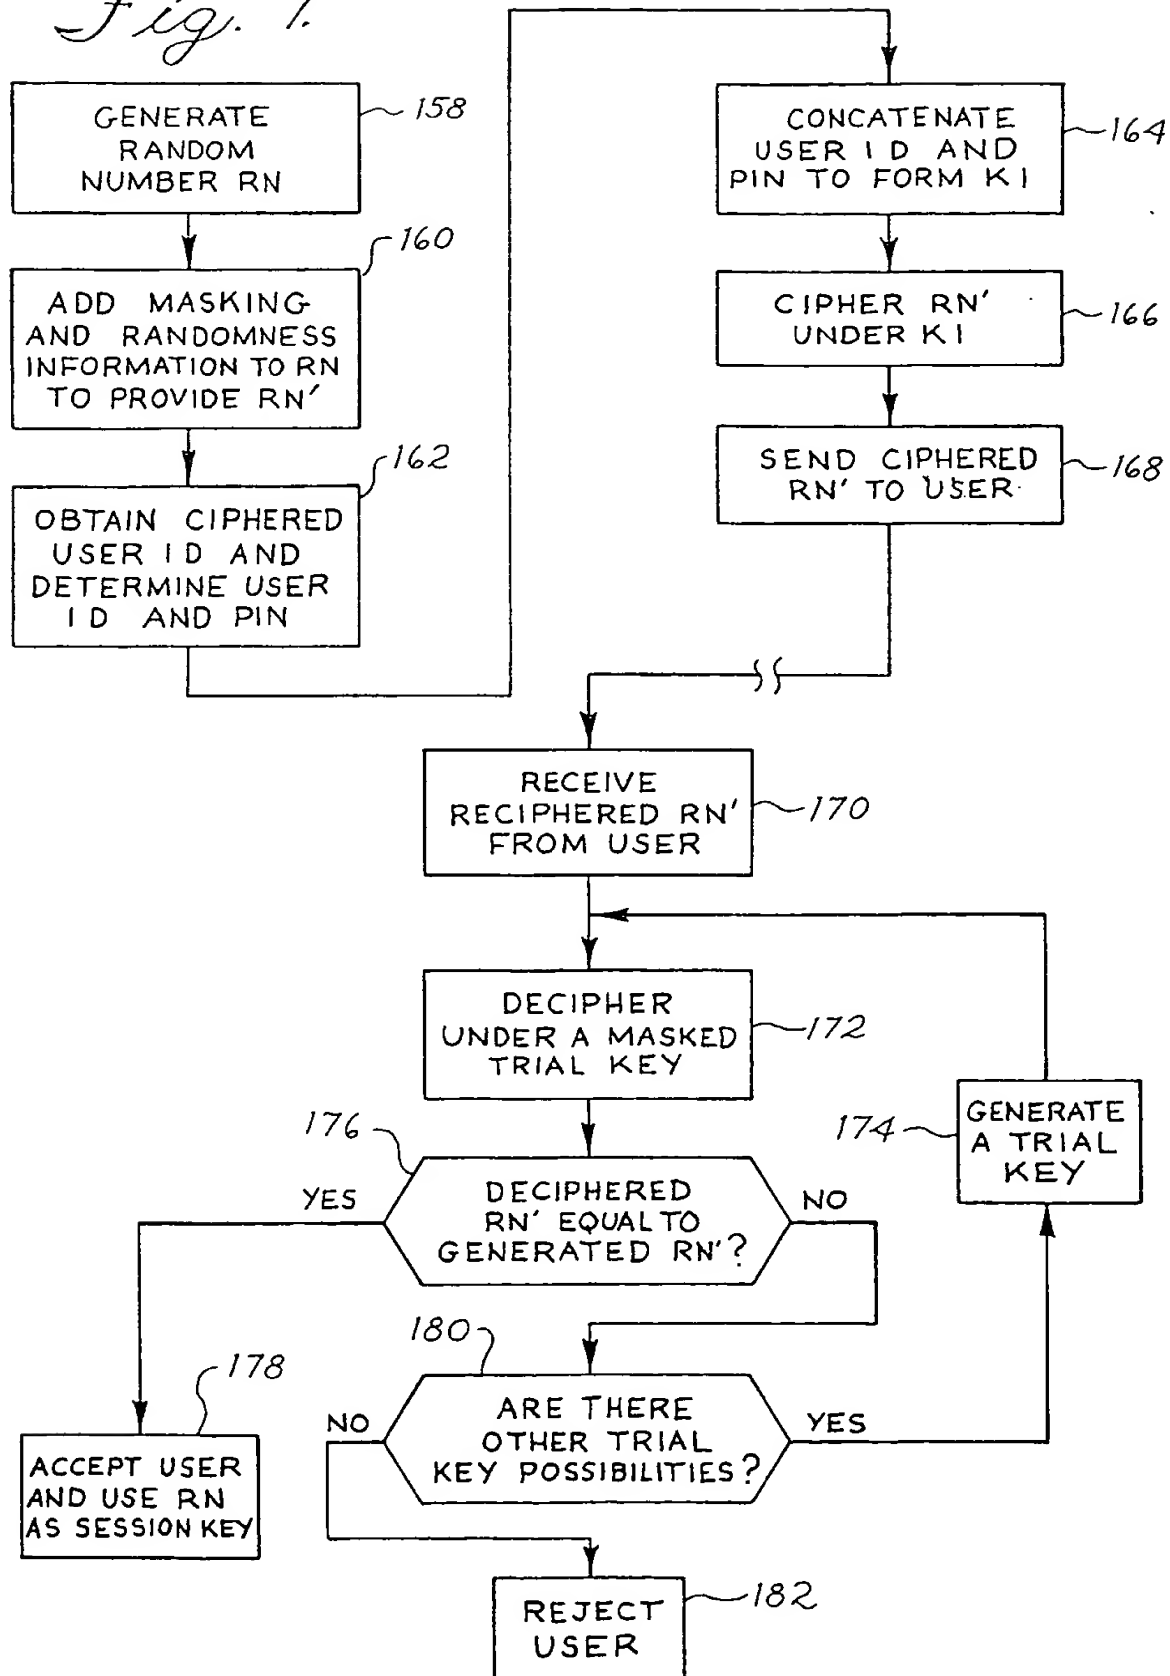 Fig. 7.
GENERATE
RANDOM
NUMBER RN
158
160
ADD MASKING
AND RANDOMNESS
INFORMATION TO RN
TO PROVIDE RN'
162
OBTAIN CIPHERED
USER ID AND
DETERMINE USER
ID AND PIN
CONCATENATE
USER ID AND
PIN TO FORM K1
164
CIPHER RN'
UNDER K1
166
SEND CIPHERED
RN' TO USER
168
RECEIVE
RECIPHERED RN'
FROM USER
170
DECIPHER
UNDER A MASKED
TRIAL KEY
172
174
GENERATE
A TRIAL
KEY
176
YES
DECIPHERED
RN' EQUAL TO
GENERATED RN'?
NO
178
ACCEPT USER
AND USE RN
AS SESSION KEY
180
NO
ARE THERE
OTHER TRIAL
KEY POSSIBILITIES?
YES
REJECT
USER
182